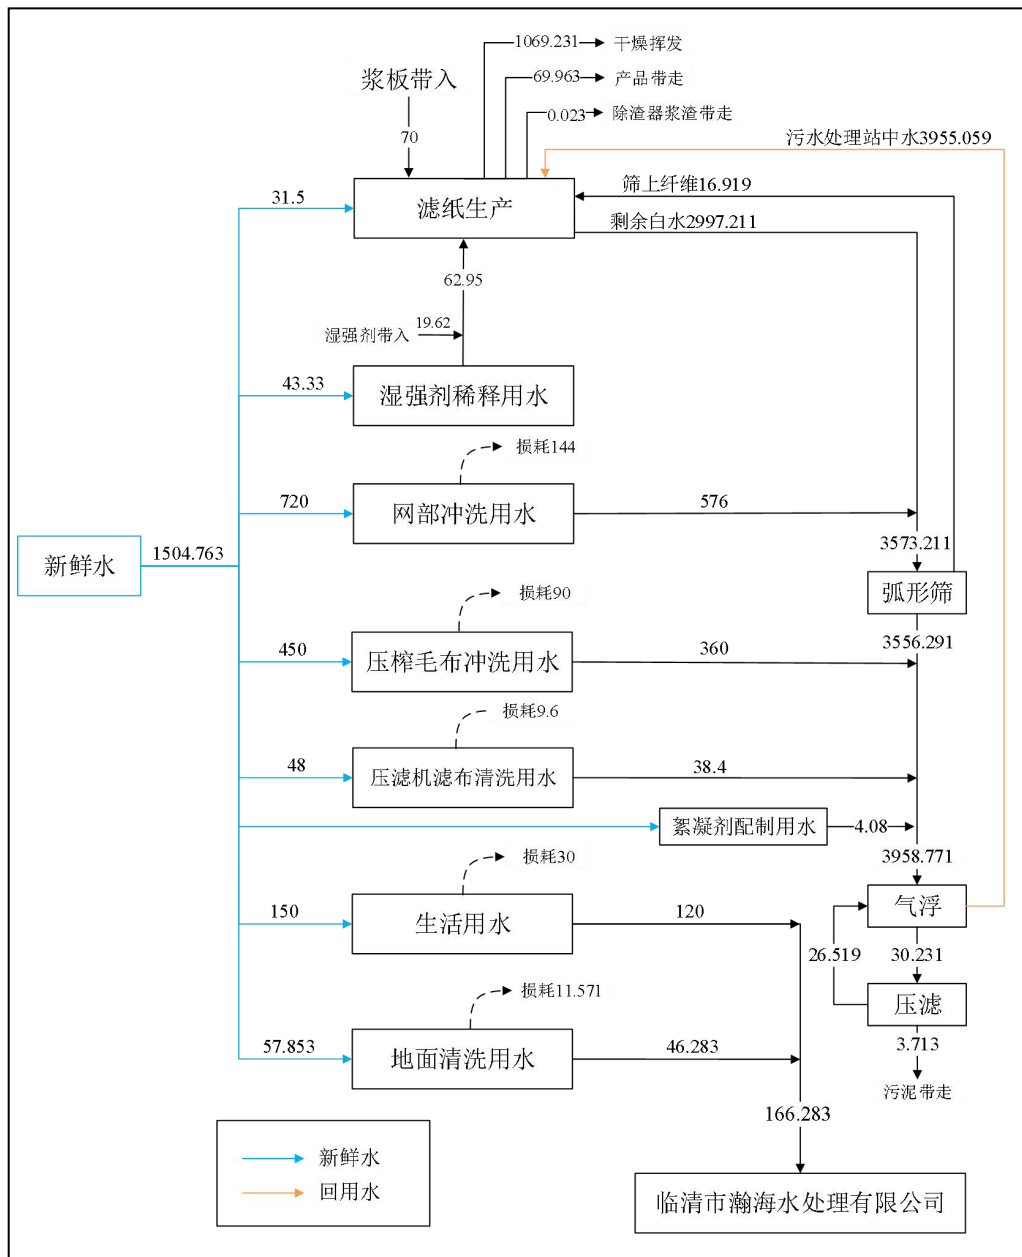 1069.231
干燥挥发
浆板带入
69.963
产品带走
0.023
除渣器浆渣带走
70
污水处理站中水3955.059
31.5
滤纸生产
筛上纤维16.919
剩余白水2997.211
62.95
湿强剂带入
19.62
43.33
湿强剂稀释用水
损耗144
720
网部冲洗用水
576
3573.211
新鲜水
1504.763
弧形筛
损耗90
450
压榨毛布冲洗用水
360
3556.291
损耗9.6
48
压滤机滤布清洗用水
38.4
絮凝剂配制用水
4.08
损耗30
3958.771
150
生活用水
120
气浮
26.519
30.231
损耗11.571
压滤
57.853
地面清洗用水
46.283
3.713
污泥带走
166.283
新鲜水
回用水
临清市瀚海水处理有限公司